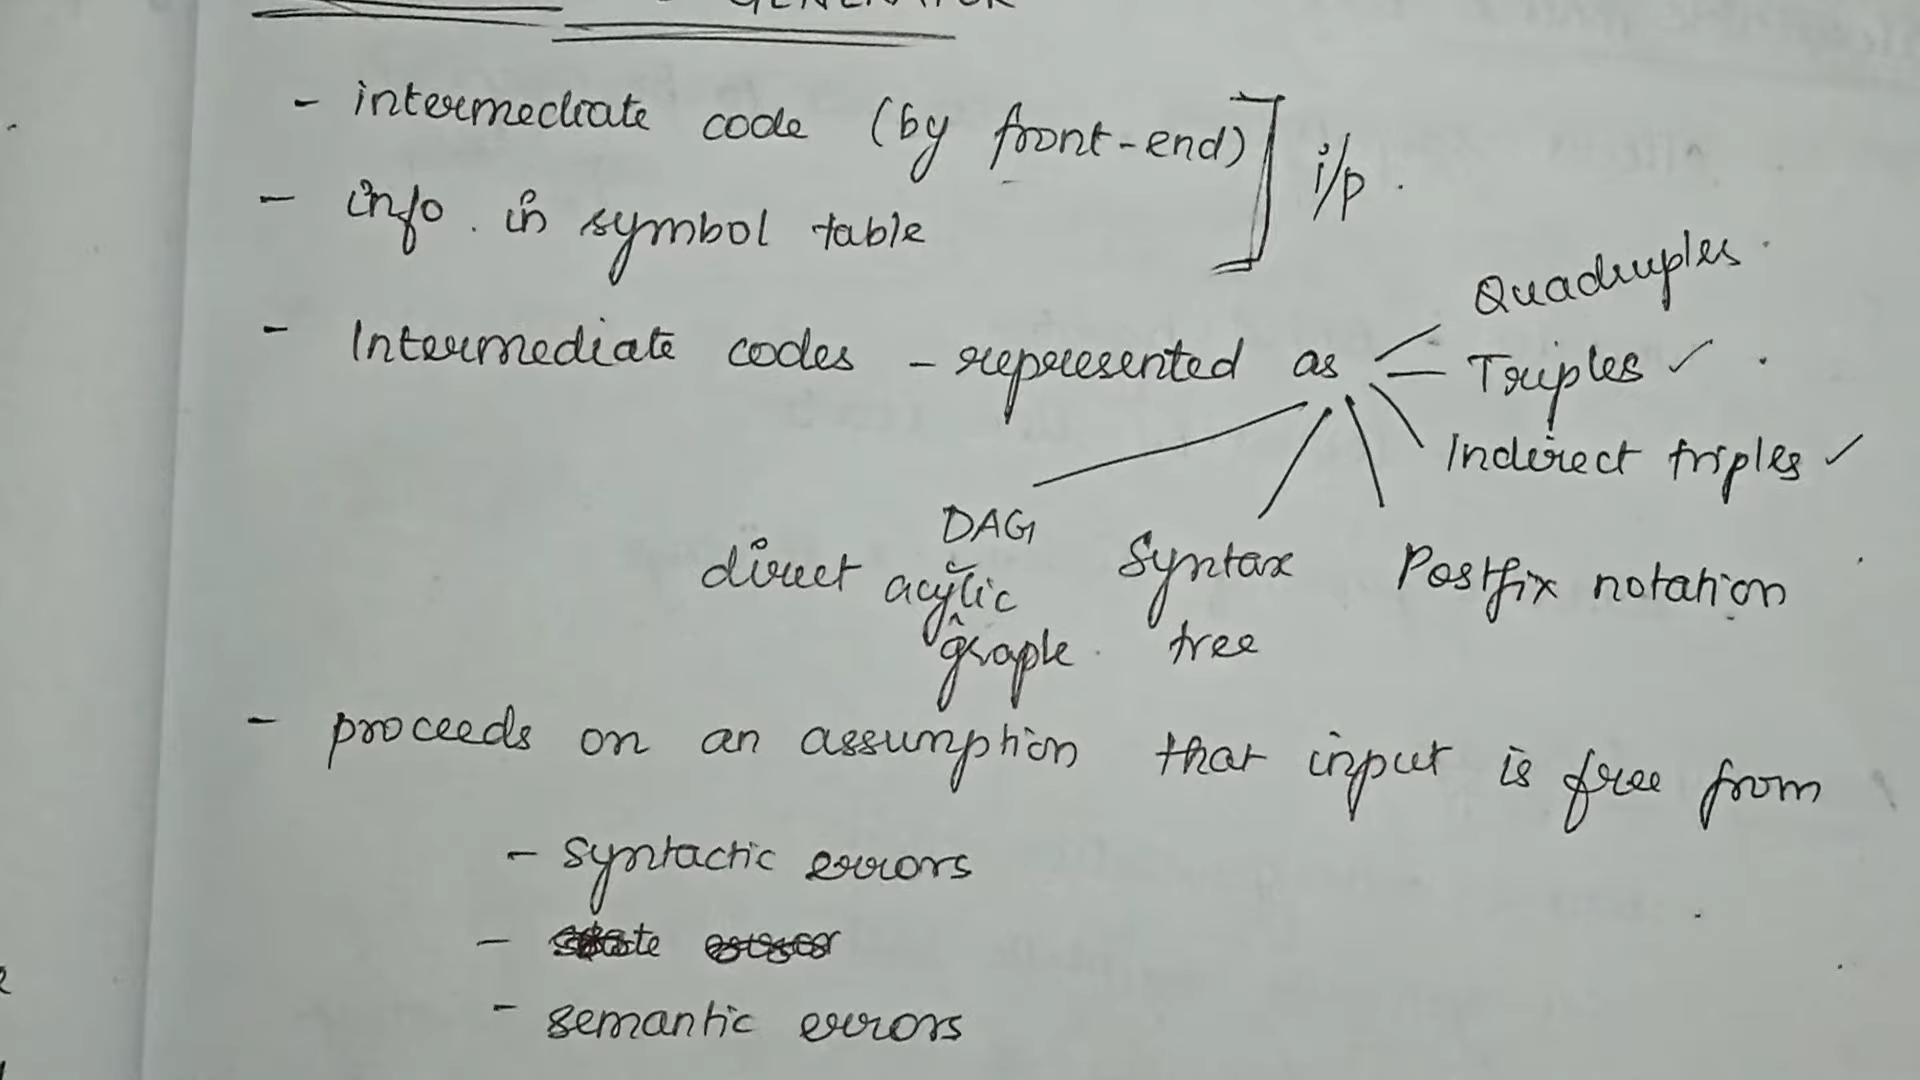 GENERATOR
- intermediate code (by front-end)
- info. in symbol table
i/p.
- Intermediate codes - represented as
Quadruples
Triples ✓
Indirect triples ✓
DAG
direct acylic
graph
Syntax
tree
Postfix notation
- proceeds on an assumption that input is free from
- syntactic errors
-
- semantic errors